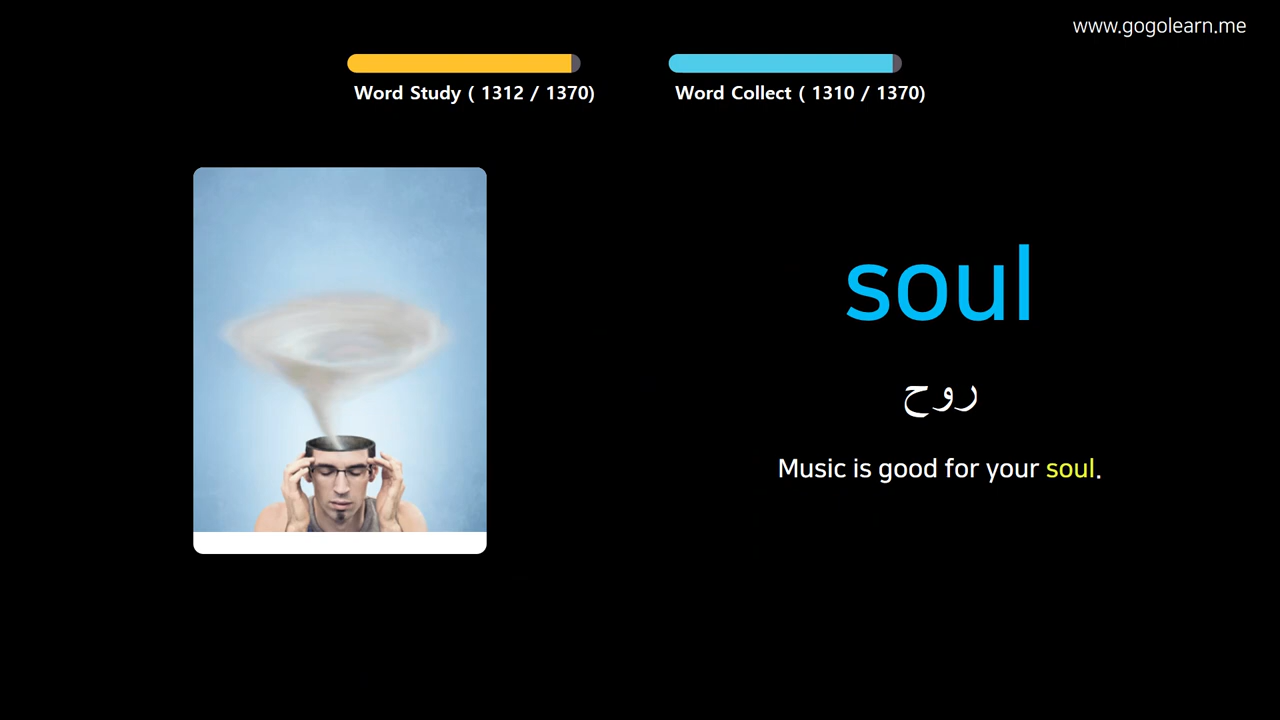 www.gogolearn.me
Word Study ( 1312 / 1370)
Word Collect ( 1310 / 1370)
soul
روح
Music is good for your soul.